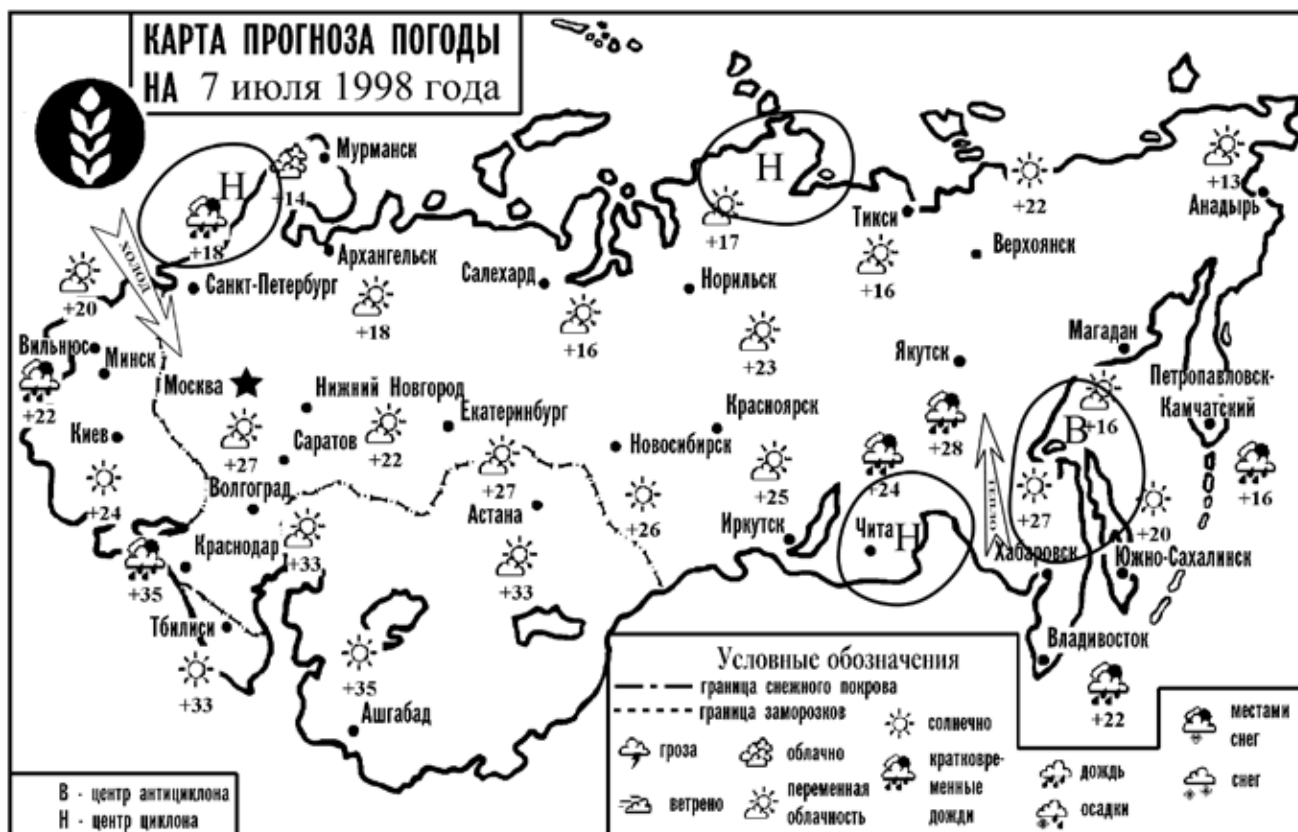 КАРТА ПРОГНОЗА ПОГОДЫ
НА 7 июля 1998 года
Мурманск
Н
+14
+18
ХОЛОД
+20
Санкт-Петербург
Архангельск
+18
Салехард
+16
Н
+17
Норильск
+23
Тикси
+16
+22
Верхоянск
+13
Анадырь
Вильнюс
Минск
+22
Москва
+27
Нижний Новгород
+22
Екатеринбург
+27
Киев
+24
Саратов
Волгоград
Краснодар
+33
+35
Тбилиси
+33
+35
Ашгабад
Астана
+33
Новосибирск
+26
Красноярск
+25
Иркутск
Якутск
+28
+24
Чита
Н
ТЕПЛО
Магадан
Петропавловск-
Камчатский
+16
В
+16
+27
+20
Хабаровск
Южно-Сахалинск
Владивосток
+22
В - центр антициклона
Н - центр циклона
Условные обозначения
граница снежного покрова
граница заморозков
гроза
облачно
ветрено
переменная
облачность
солнечно
кратковре-
менные
дожди
дождь
осадки
местами
снег
снег